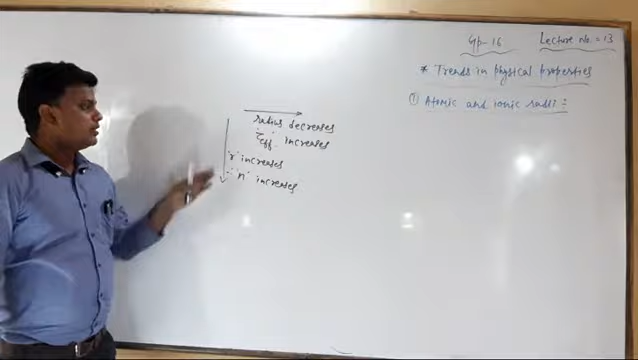 Gp-16
Lecture No. = 13
* Trends in physical properties
① Atomic and ionic radii :
radius decreases
"Zeff" increases
"r" increases
∵ "n" increases